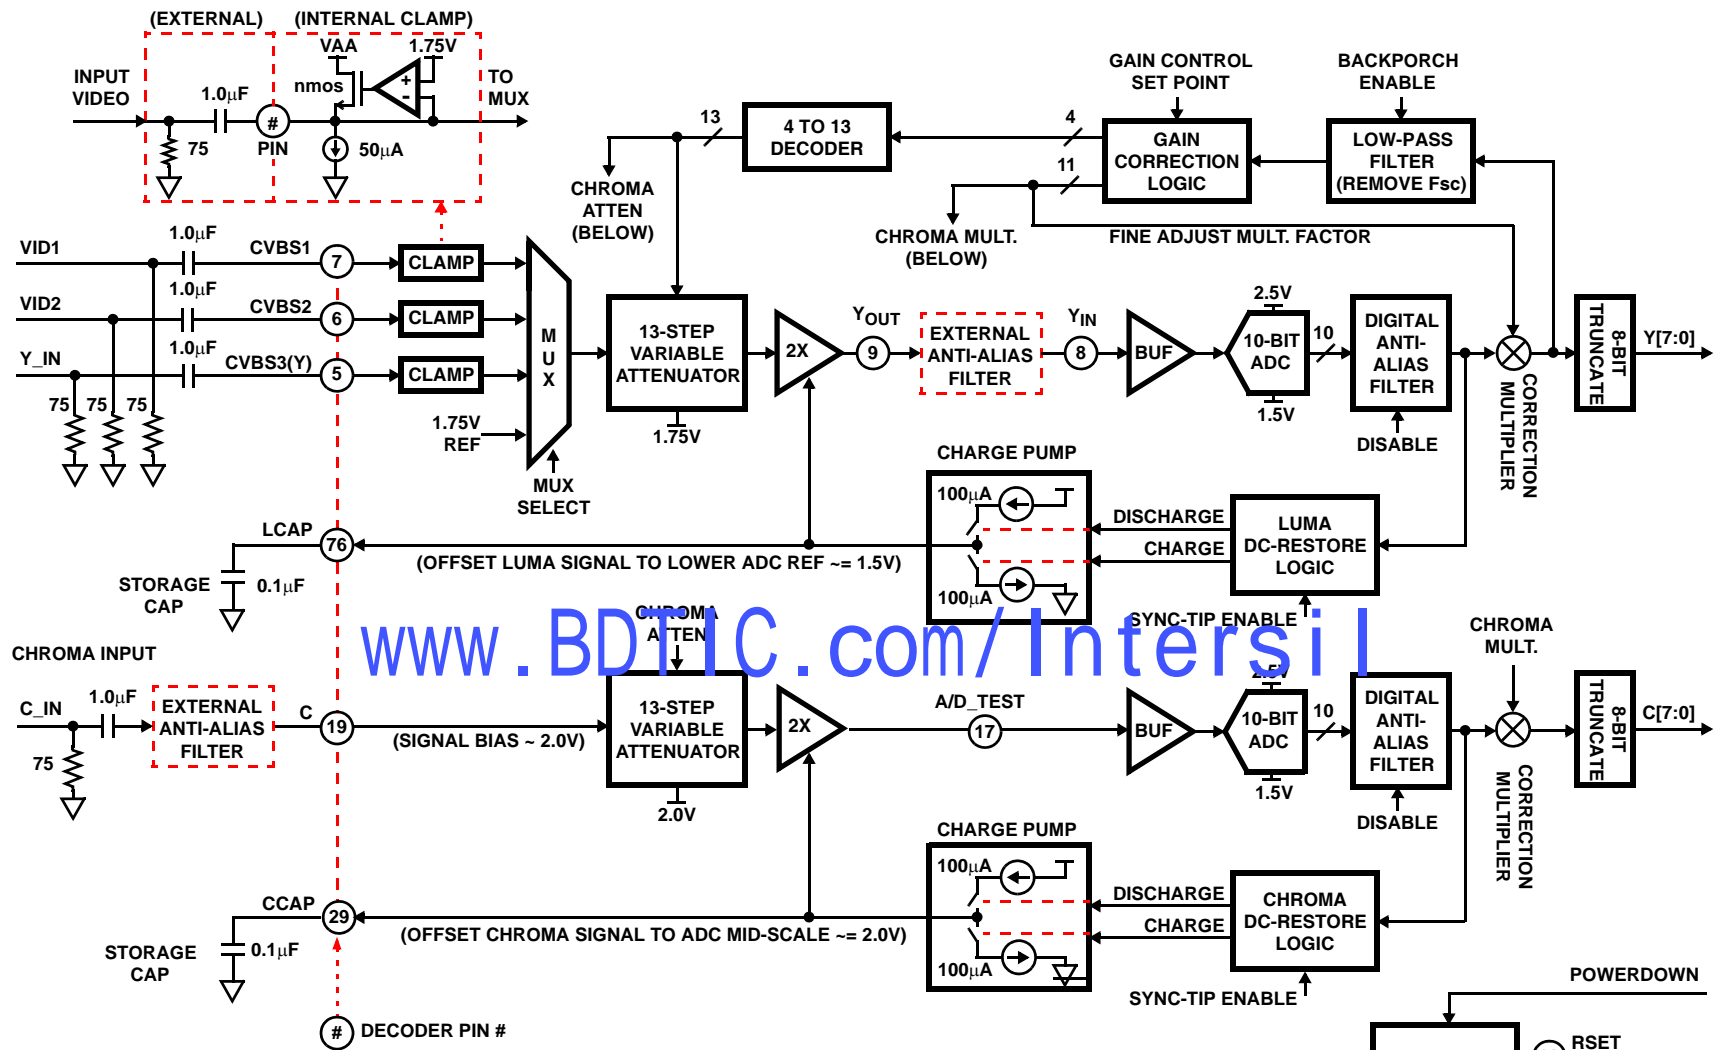 (EXTERNAL)
(INTERNAL CLAMP)
VAA
1.75V
INPUT
VIDEO
1.0µF
nmos
+
-
TO
MUX
#
PIN
75
50µA
GAIN CONTROL
SET POINT
BACKPORCH
ENABLE
13
4 TO 13
DECODER
4
11
GAIN
CORRECTION
LOGIC
LOW-PASS
FILTER
(REMOVE Fsc)
CHROMA
ATTEN
(BELOW)
CHROMA MULT.
(BELOW)
FINE ADJUST MULT. FACTOR
VID1
1.0µF
CVBS1
7
CLAMP
VID2
1.0µF
CVBS2
6
CLAMP
Y_IN
1.0µF
CVBS3(Y)
5
CLAMP
75
75
75
1.75V
REF
MUX
MUX
SELECT
13-STEP
VARIABLE
ATTENUATOR
1.75V
2X
YOUT
9
EXTERNAL
ANTI-ALIAS
FILTER
YIN
8
BUF
2.5V
10-BIT
ADC
1.5V
10
DIGITAL
ANTI-
ALIAS
FILTER
DISABLE
CORRECTION
MULTIPLIER
8-BIT
TRUNCATE
Y[7:0]
CHARGE PUMP
100µA
100µA
DISCHARGE
CHARGE
LUMA
DC-RESTORE
LOGIC
SYNC-TIP ENABLE
LCAP
76
(OFFSET LUMA SIGNAL TO LOWER ADC REF ~= 1.5V)
STORAGE
CAP
0.1µF
www.BDTIC.com/Intersil
CHROMA
ATTEN
CHROMA INPUT
C_IN
1.0µF
75
EXTERNAL
ANTI-ALIAS
FILTER
C
19
(SIGNAL BIAS ~ 2.0V)
13-STEP
VARIABLE
ATTENUATOR
2.0V
2X
A/D_TEST
17
BUF
2.5V
10-BIT
ADC
1.5V
10
DIGITAL
ANTI-
ALIAS
FILTER
DISABLE
CHROMA
MULT.
CORRECTION
MULTIPLIER
8-BIT
TRUNCATE
C[7:0]
CHARGE PUMP
100µA
100µA
DISCHARGE
CHARGE
CHROMA
DC-RESTORE
LOGIC
SYNC-TIP ENABLE
CCAP
29
(OFFSET CHROMA SIGNAL TO ADC MID-SCALE ~= 2.0V)
STORAGE
CAP
0.1µF
# DECODER PIN #
POWERDOWN
RSET